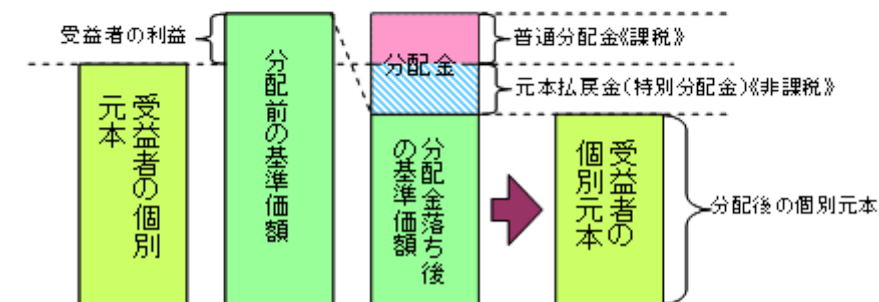 受益者の利益
普通分配金《課税》
分配金
元本払戻金(特別分配金)《非課税》
受益者の個別
元本
分配前の基準価額
分配金落ち後
の基準価額
受益者の
個別元本
分配後の個別元本